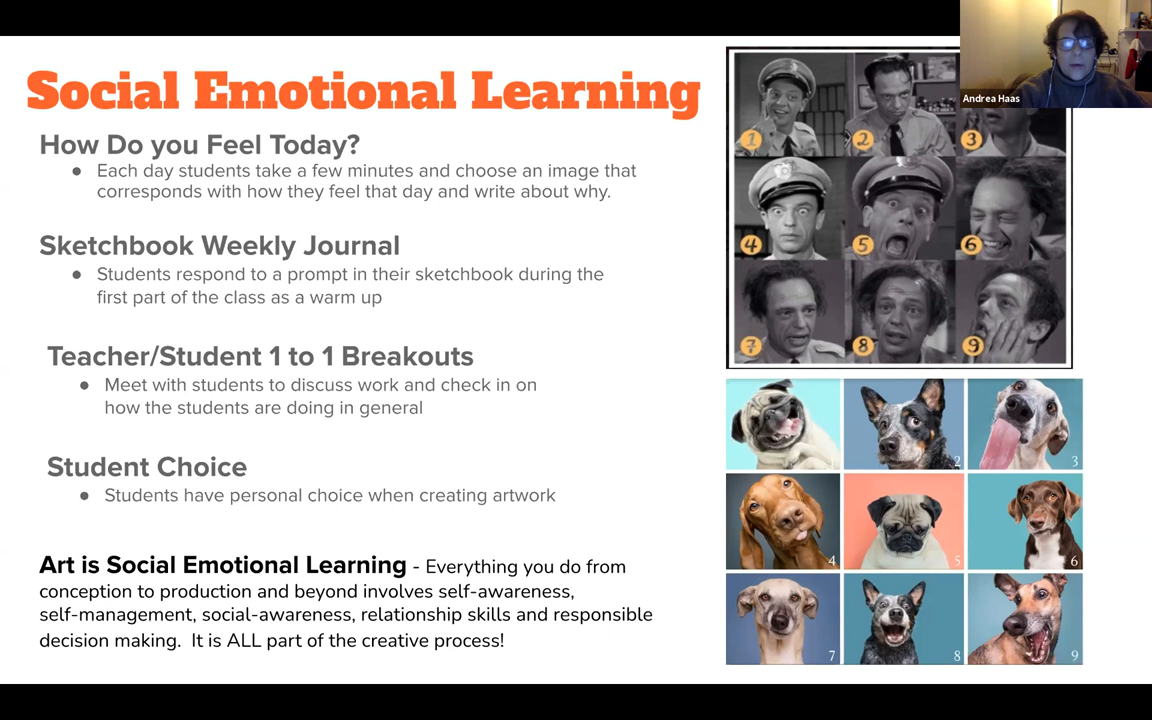 Social Emotional Learning
How Do you Feel Today?
● Each day students take a few minutes and choose an image that
corresponds with how they feel that day and write about why.
Sketchbook Weekly Journal
● Students respond to a prompt in their sketchbook during the
first part of the class as a warm up
Teacher/Student 1 to 1 Breakouts
● Meet with students to discuss work and check in on
how the students are doing in general
Student Choice
● Students have personal choice when creating artwork
Art is Social Emotional Learning - Everything you do from
conception to production and beyond involves self-awareness,
self-management, social-awareness, relationship skills and responsible
decision making.  It is ALL part of the creative process!
Andrea Haas
1 2 3
4 5 6
7 8 9
1 2 3
4 5 6
7 8 9